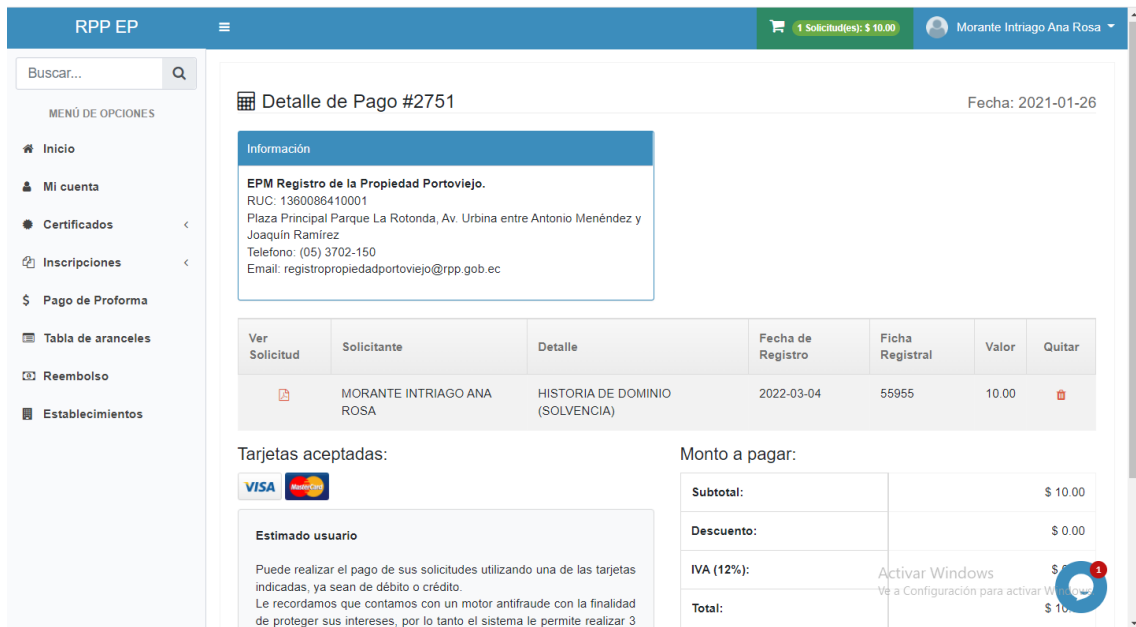 RPP EP
1 Solicitud(es): $ 10.00
Morante Intriago Ana Rosa
Buscar...
MENÚ DE OPCIONES
Inicio
Mi cuenta
Certificados
Inscripciones
Pago de Proforma
Tabla de aranceles
Reembolso
Establecimientos
Detalle de Pago #2751
Fecha: 2021-01-26
Información
EPM Registro de la Propiedad Portoviejo.
RUC: 1360086410001
Plaza Principal Parque La Rotonda, Av. Urbina entre Antonio Menéndez y
Joaquín Ramírez
Telefono: (05) 3702-150
Email: registropropiedadportoviejo@rpp.gob.ec
Ver Solicitud Solicitante Detalle Fecha de Registro Ficha Registral Valor Quitar
MORANTE INTRIAGO ANA ROSA HISTORIA DE DOMINIO (SOLVENCIA) 2022-03-04 55955 10.00
Tarjetas aceptadas:
VISA MasterCard
Estimado usuario
Puede realizar el pago de sus solicitudes utilizando una de las tarjetas
indicadas, ya sean de débito o crédito.
Le recordamos que contamos con un motor antifraude con la finalidad
de proteger sus intereses, por lo tanto el sistema le permite realizar 3
Monto a pagar:
Subtotal: $ 10.00
Descuento: $ 0.00
IVA (12%): $
Total: $
Activar Windows
Ve a Configuración para activar Windows
1